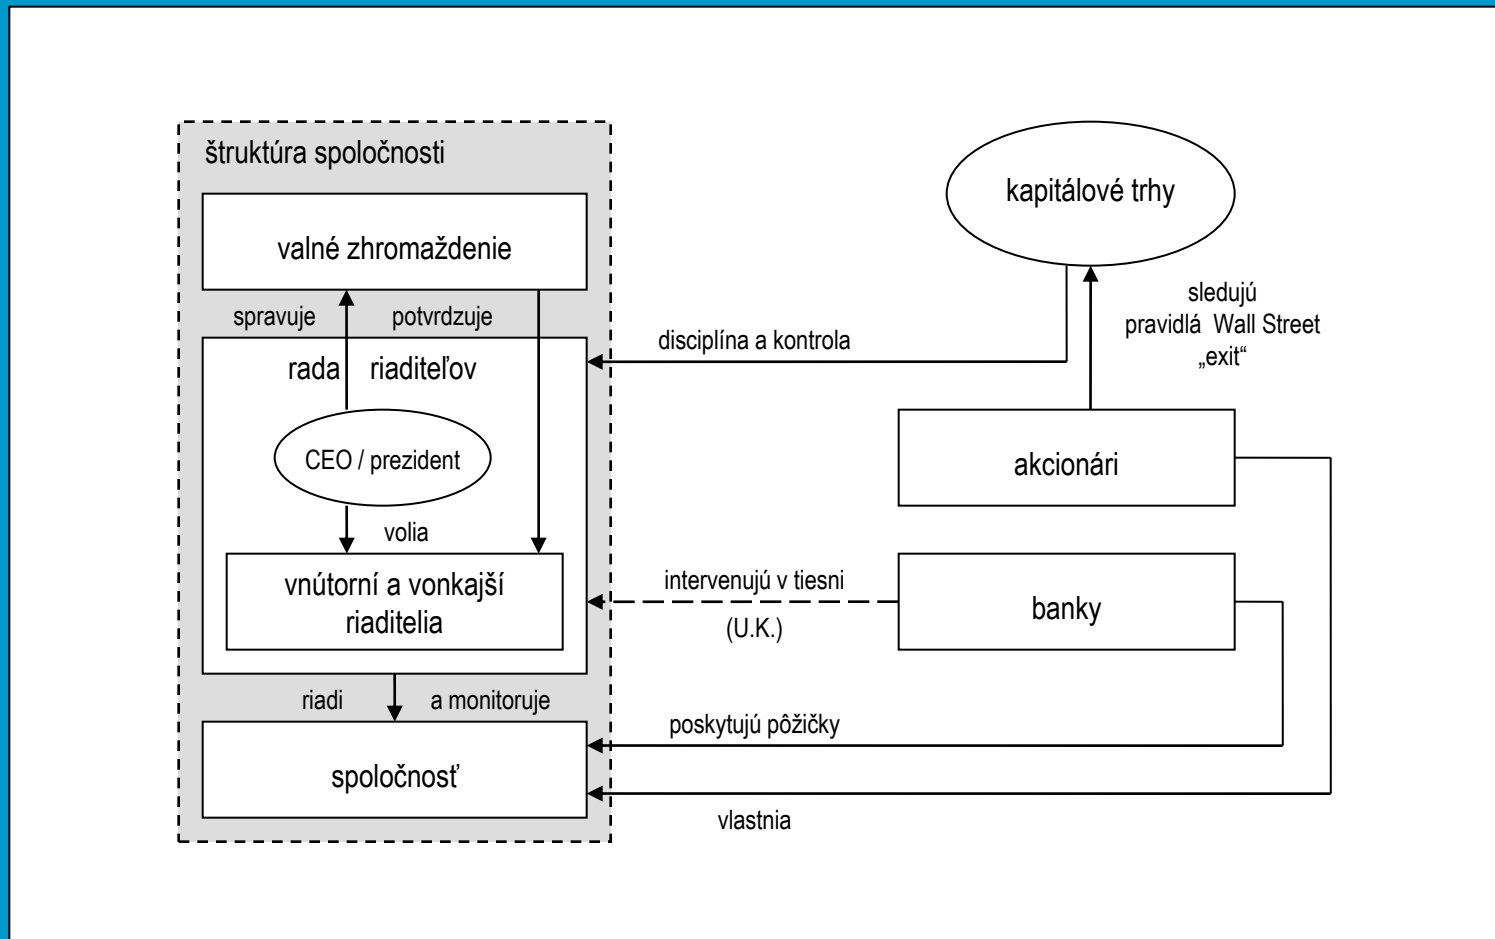 štruktúra spoločnosti
valné zhromaždenie
spravuje potvrdzuje
rada riaditeľov
CEO / prezident
volia
vnútorní a vonkajší
riaditelia
riadi a monitoruje
spoločnosť
disciplína a kontrola
intervenujú v tiesni
(U.K.)
poskytujú pôžičky
vlastnia
kapitálové trhy
sledujú
pravidlá Wall Street
„exit“
akcionári
banky